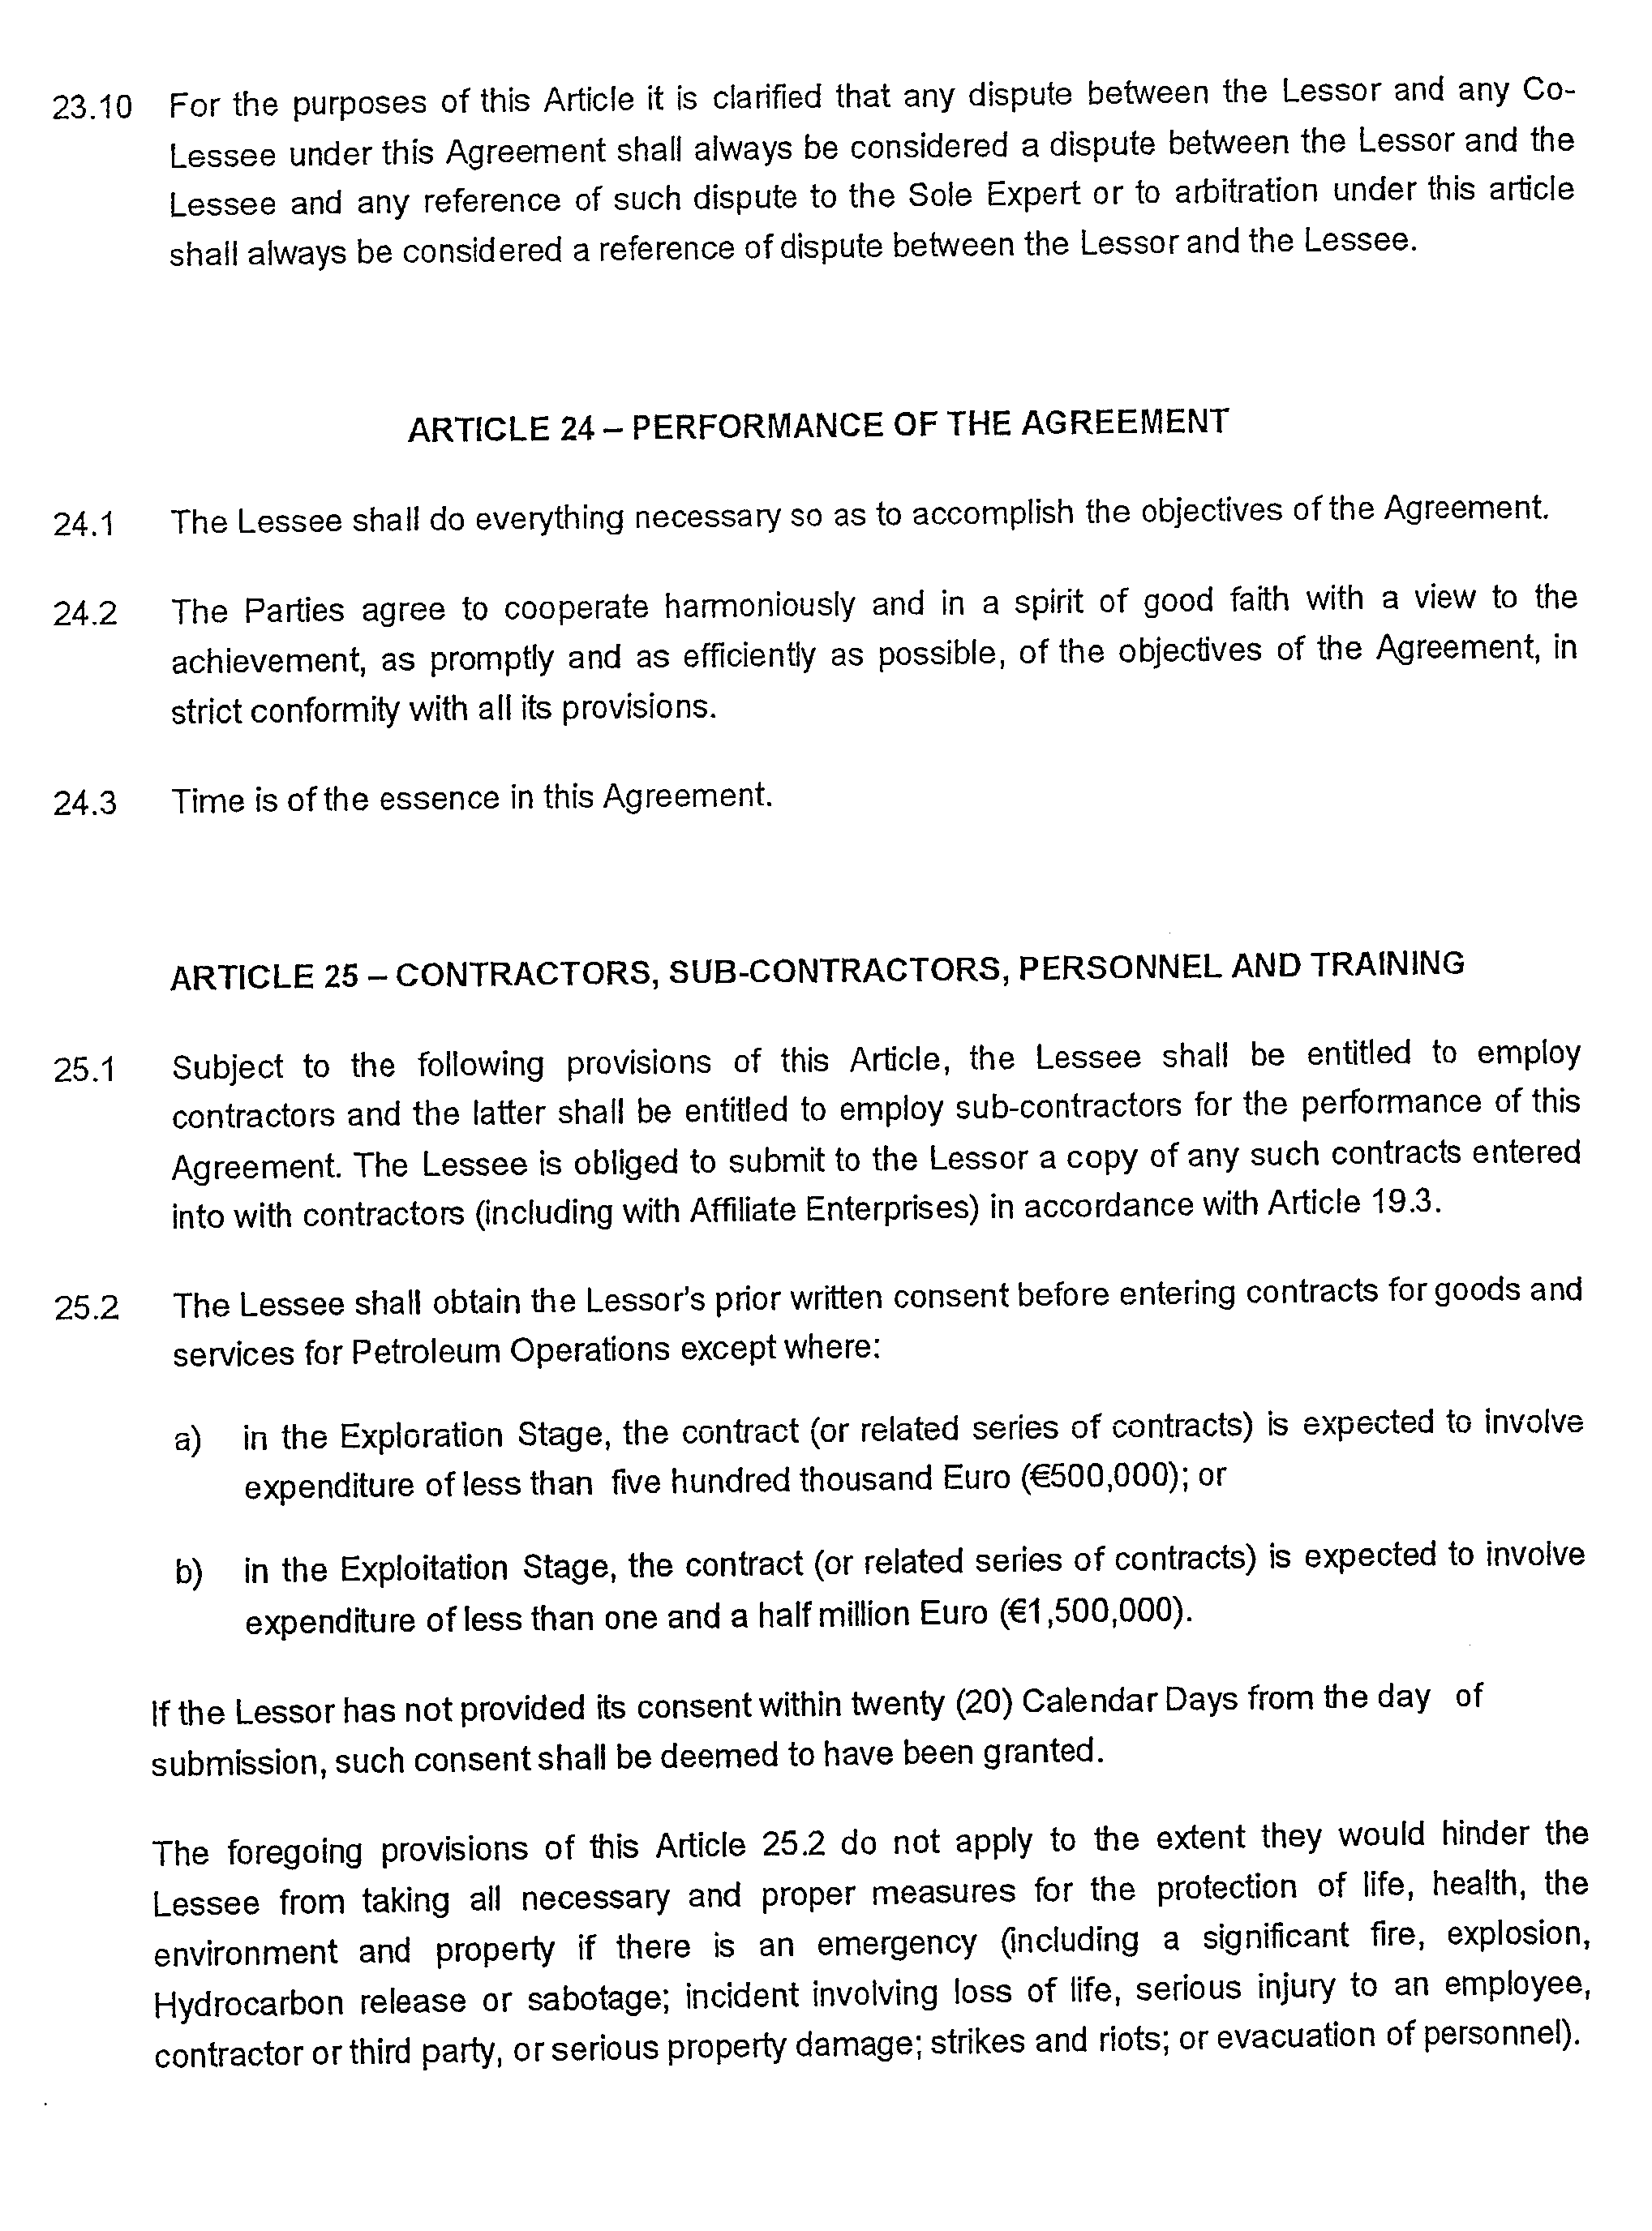 23.10 For the purposes of this Article it is clarified that any dispute between the Lessor and any Co-
Lessee under this Agreement shall always be considered a dispute between the Lessor and the
Lessee and any reference of such dispute to the Sole Expert or to arbitration under this article
shall always be considered a reference of dispute between the Lessor and the Lessee.
ARTICLE 24 – PERFORMANCE OF THE AGREEMENT
24.1 The Lessee shall do everything necessary so as to accomplish the objectives of the Agreement.
24.2 The Parties agree to cooperate harmoniously and in a spirit of good faith with a view to the
achievement, as promptly and as efficiently as possible, of the objectives of the Agreement, in
strict conformity with all its provisions.
24.3 Time is of the essence in this Agreement.
ARTICLE 25 – CONTRACTORS, SUB-CONTRACTORS, PERSONNEL AND TRAINING
25.1 Subject to the following provisions of this Article, the Lessee shall be entitled to employ
contractors and the latter shall be entitled to employ sub-contractors for the performance of this
Agreement. The Lessee is obliged to submit to the Lessor a copy of any such contracts entered
into with contractors (including with Affiliate Enterprises) in accordance with Article 19.3.
25.2 The Lessee shall obtain the Lessor's prior written consent before entering contracts for goods and
services for Petroleum Operations except where:
a) in the Exploration Stage, the contract (or related series of contracts) is expected to involve
expenditure of less than five hundred thousand Euro (€500,000); or
b) in the Exploitation Stage, the contract (or related series of contracts) is expected to involve
expenditure of less than one and a half million Euro (€1,500,000).
If the Lessor has not provided its consent within twenty (20) Calendar Days from the day of
submission, such consent shall be deemed to have been granted.
The foregoing provisions of this Article 25.2 do not apply to the extent they would hinder the
Lessee from taking all necessary and proper measures for the protection of life, health, the
environment and property if there is an emergency (including a significant fire, explosion,
Hydrocarbon release or sabotage; incident involving loss of life, serious injury to an employee,
contractor or third party, or serious property damage; strikes and riots; or evacuation of personnel).